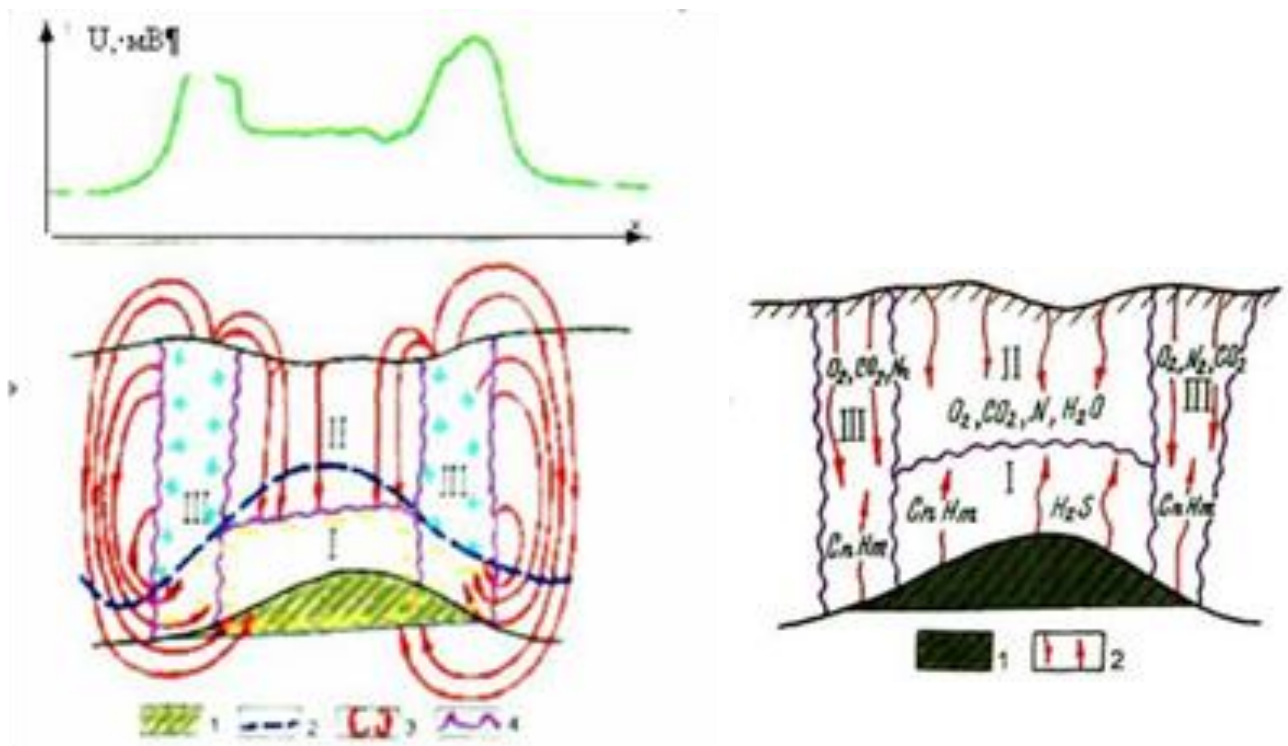 U,·мВ¶
x
II
III
III
I
1
2
3
4
O₂,CO₂,N₂
II
O₂,N₂,CO₂
III
III
O₂,CO₂,N,H₂O
I
CnHm
H₂S
CnHm
CnHm
1
2